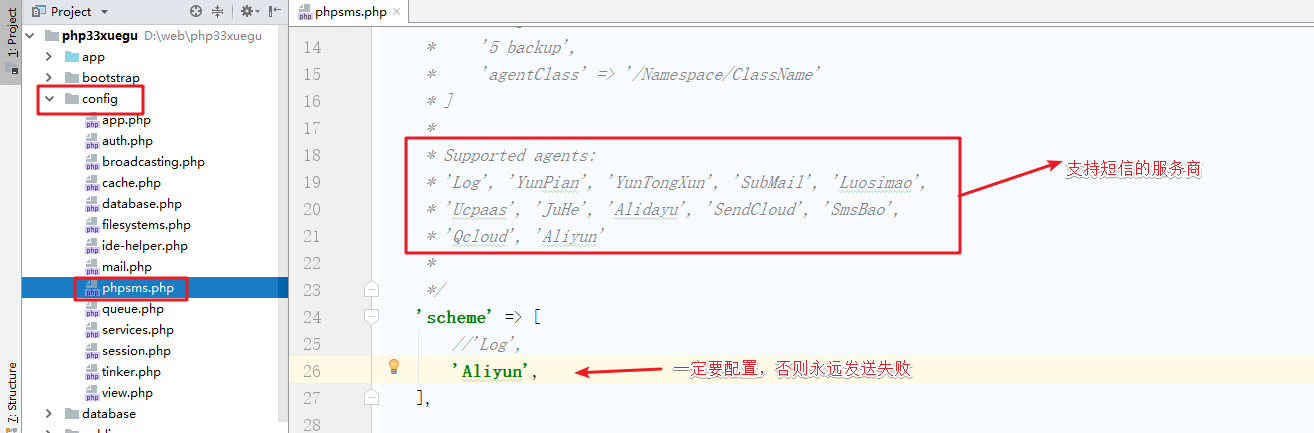 1: Project
7: Structure
Project
php33xuegu D:\web\php33xuegu
app
bootstrap
config
app.php
auth.php
broadcasting.php
cache.php
database.php
filesystems.php
ide-helper.php
mail.php
phpsms.php
queue.php
services.php
session.php
tinker.php
view.php
database
phpsms.php
14 * '5 backup',
15 * 'agentClass' => '/Namespace/ClassName'
16 * ]
17 *
18 * Supported agents:
19 * 'Log', 'YunPian', 'YunTongXun', 'SubMail', 'Luosimao',
20 * 'Ucpaas', 'JuHe', 'Alidayu', 'SendCloud', 'SmsBao',
21 * 'Qcloud', 'Aliyun'
22 *
23 */
24 'scheme' => [
25 //'Log',
26 'Aliyun',
27 ],
28
支持短信的服务商
一定要配置，否则永远发送失败